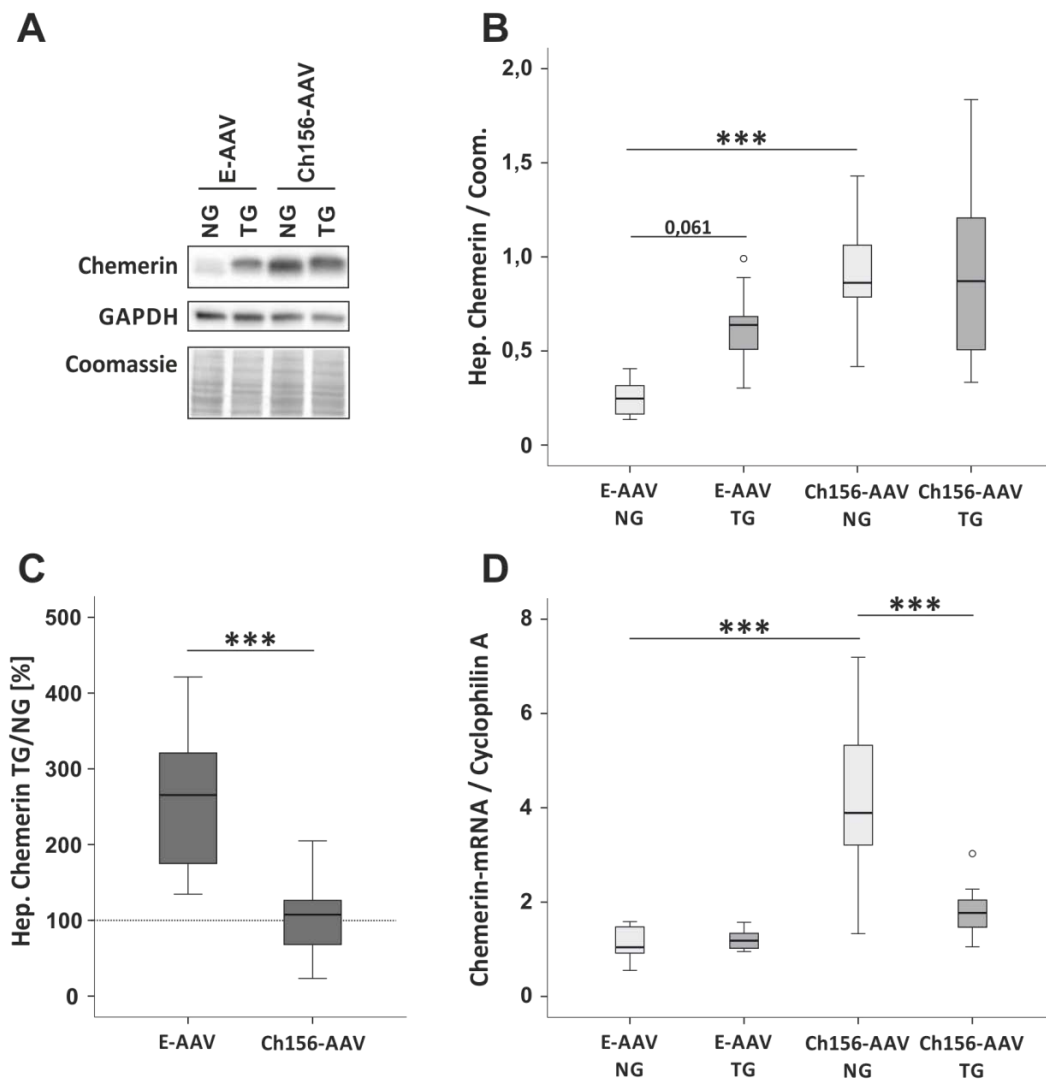 A
E-AAV
Ch156-AAV
NG
TG
NG
TG
Chemerin
GAPDH
Coomassie
B
Hep. Chemerin / Coom.
2,0
1,5
1,0
0,5
0
***
0,061
E-AAV
NG
E-AAV
TG
Ch156-AAV
NG
Ch156-AAV
TG
C
Hep. Chemerin TG/NG [%]
500
400
300
200
100
0
***
E-AAV
Ch156-AAV
D
Chemerin-mRNA / Cyclophilin A
8
6
4
2
0
***
***
E-AAV
NG
E-AAV
TG
Ch156-AAV
NG
Ch156-AAV
TG